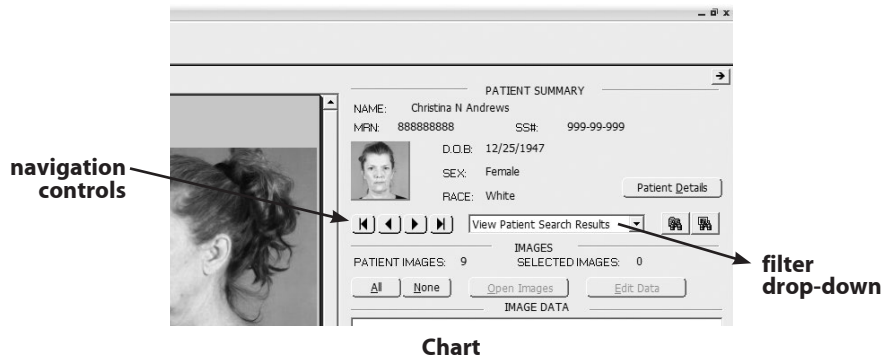 PATIENT SUMMARY
NAME: Christina N Andrews
MRN: 888888888 SS#: 999-99-999
D.O.B: 12/25/1947
SEX: Female
RACE: White
Patient Details
navigation
controls
View Patient Search Results
IMAGES
PATIENT IMAGES: 9 SELECTED IMAGES: 0
All None Open Images Edit Data
IMAGE DATA
filter
drop-down
Chart